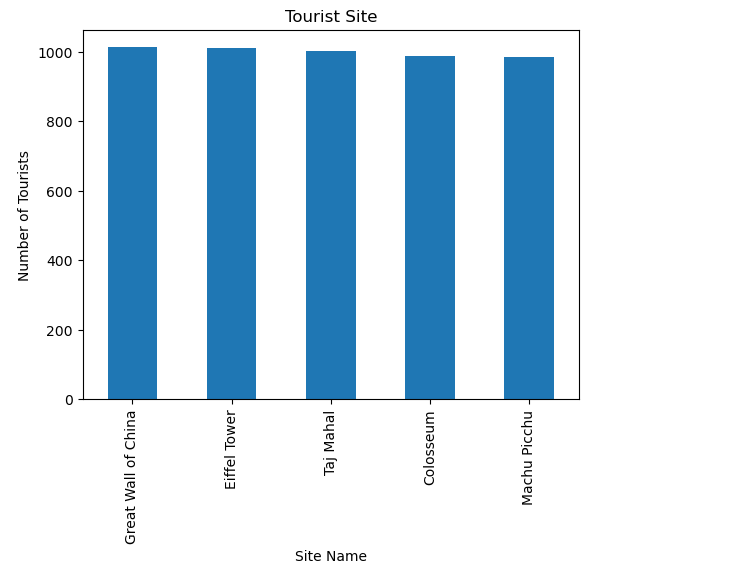 Tourist Site
Number of Tourists
1000
800
600
400
200
0
Great Wall of China
Eiffel Tower
Taj Mahal
Colosseum
Machu Picchu
Site Name